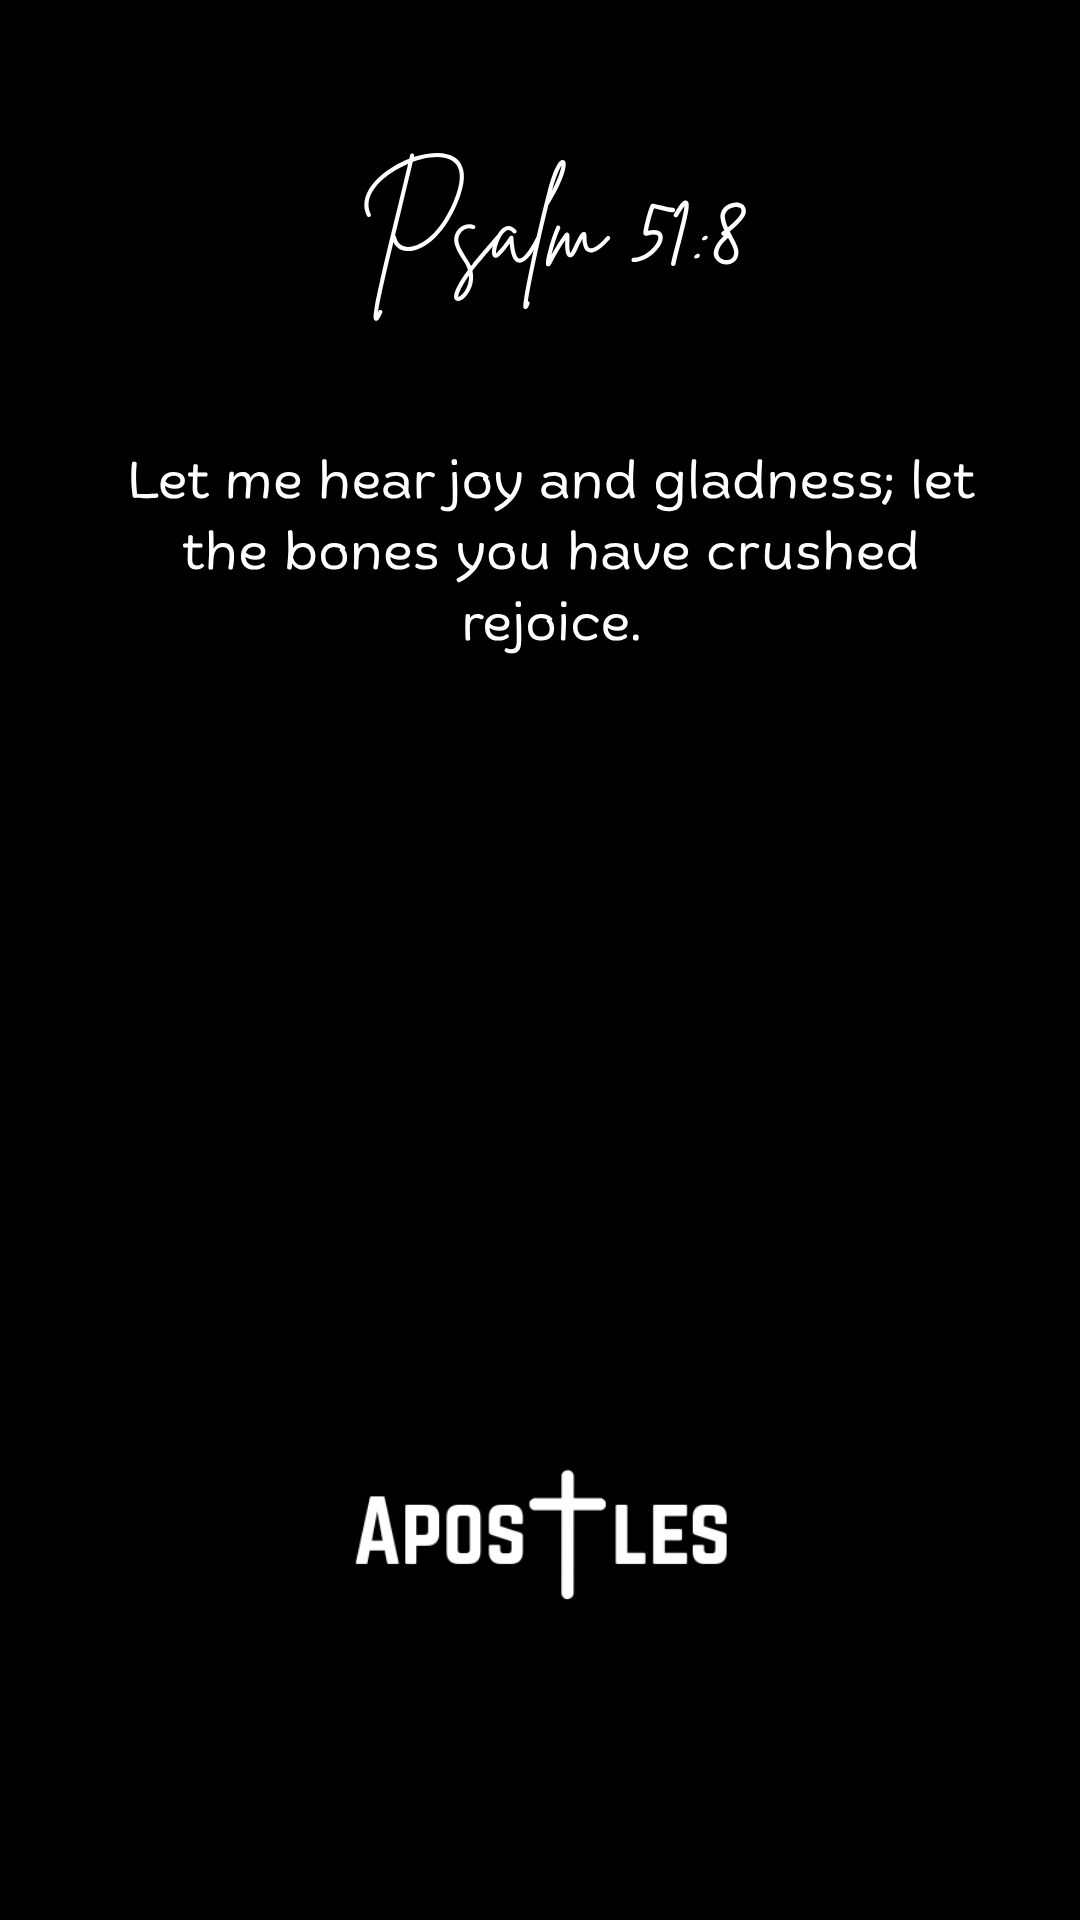 Psalm 51:8
Let me hear joy and gladness; let
the bones you have crushed
rejoice.
APOSTLES